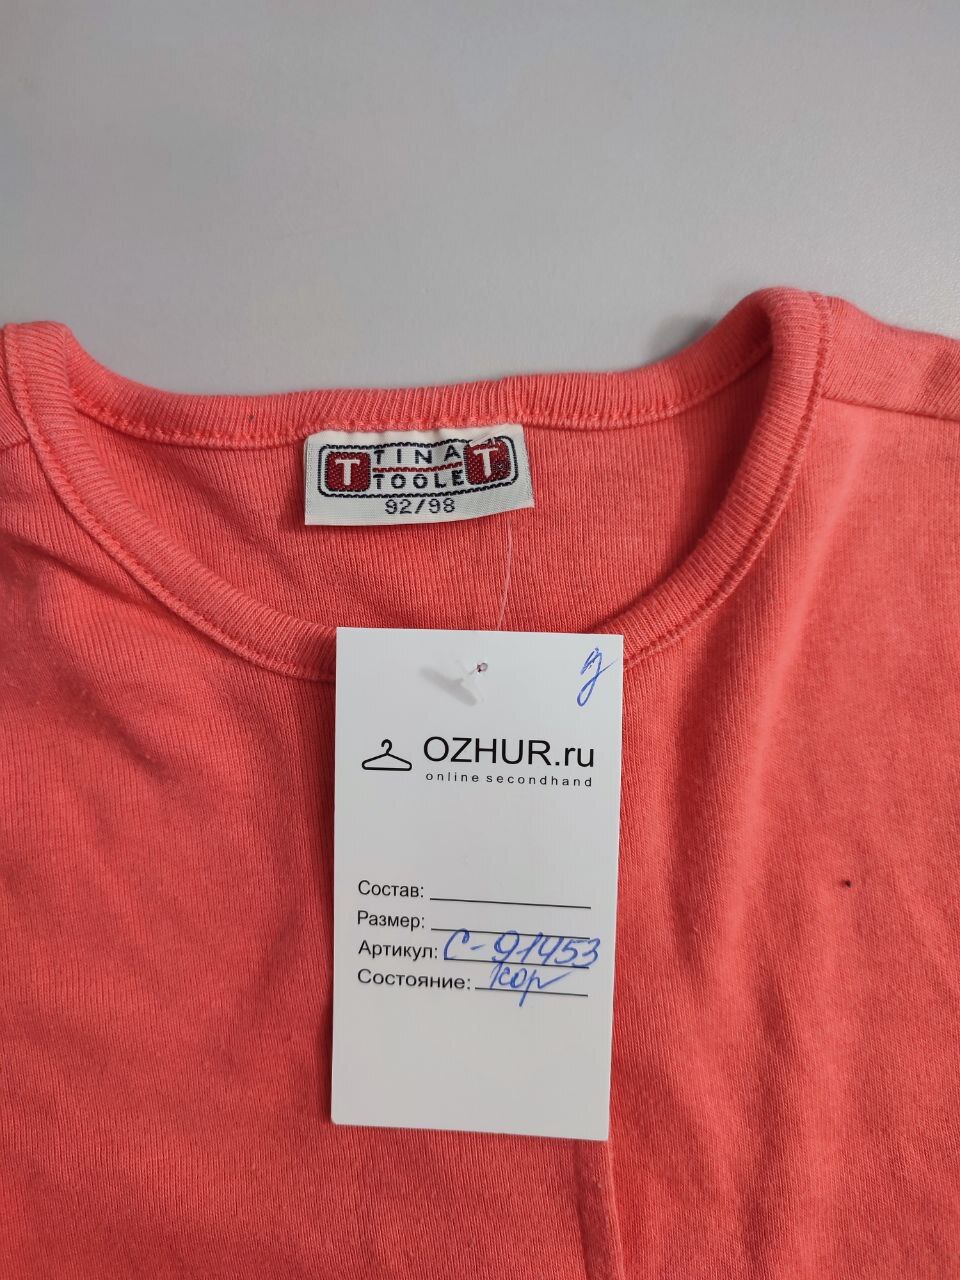 T TINA T
TOOLE
92/98
OZHUR.ru
online secondhand
Состав:
Размер:
Артикул: С-91453
Состояние: хор